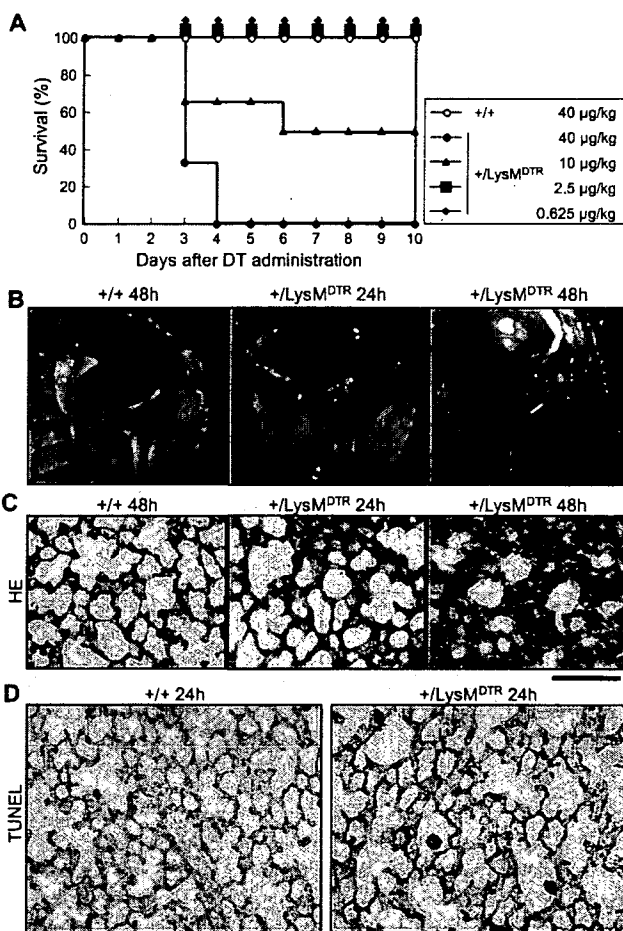 A
100
80
60
40
20
0
Survival (%)
0 1 2 3 4 5 6 7 8 9 10
Days after DT administration
+/+ 40 µg/kg
40 µg/kg
10 µg/kg
+/LysMDTR
2.5 µg/kg
0.625 µg/kg
B
+/+ 48h +/LysMDTR 24h +/LysMDTR 48h
C
+/+ 48h +/LysMDTR 24h +/LysMDTR 48h
HE
D
+/+ 24h +/LysMDTR 24h
TUNEL